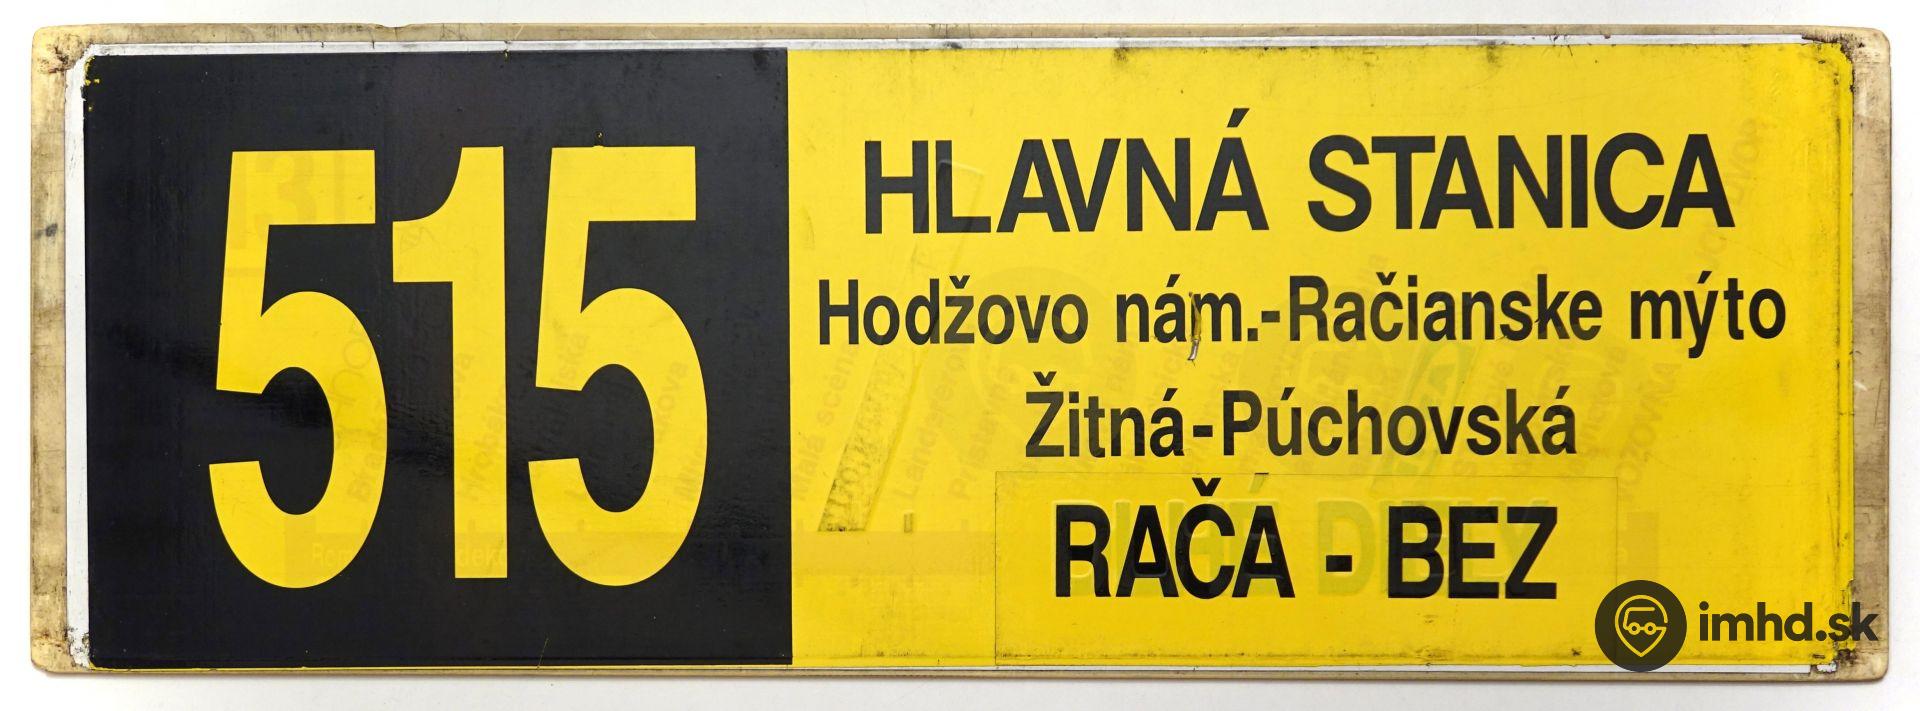 515
HLAVNÁ STANICA
Hodžovo nám.-Račianske mýto
Žitná-Púchovská
RAČA - BEZ
imhd.sk